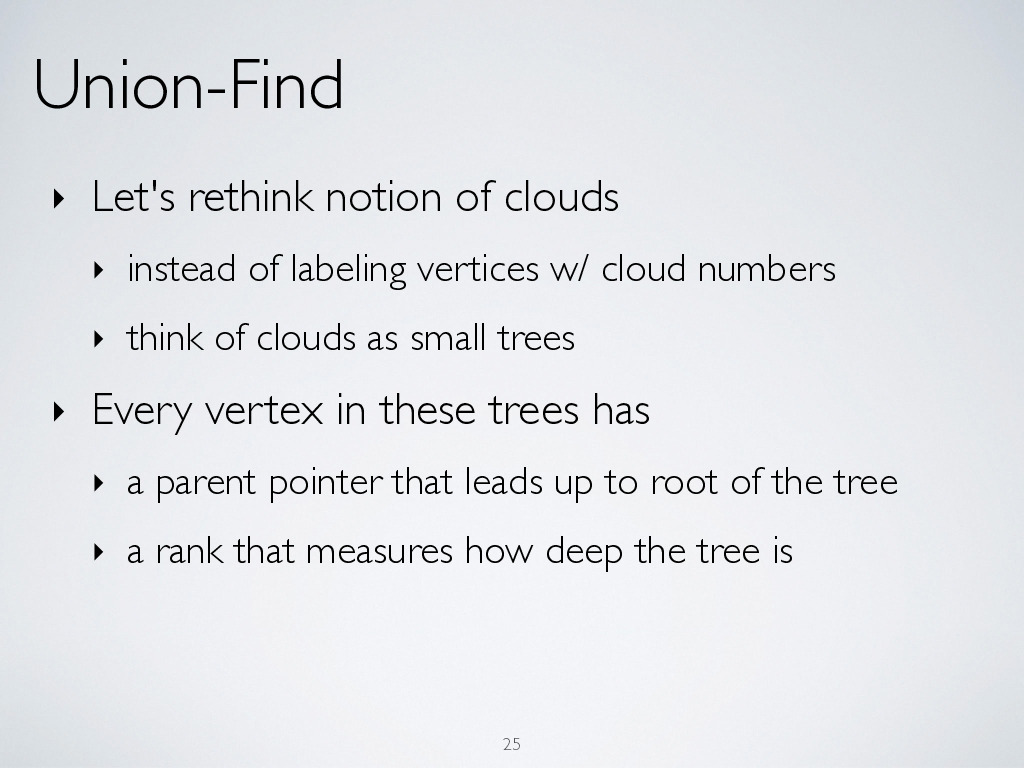 Union-Find
‣ Let's rethink notion of clouds
‣ instead of labeling vertices w/ cloud numbers
‣ think of clouds as small trees
‣ Every vertex in these trees has
‣ a parent pointer that leads up to root of the tree
‣ a rank that measures how deep the tree is
25